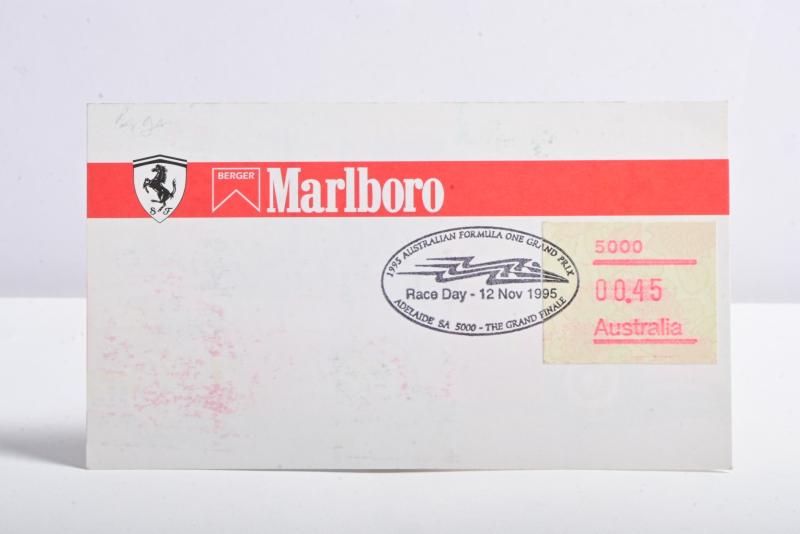 S F
BERGER
Marlboro
1995 AUSTRALIAN FORMULA ONE GRAND PRIX
Race Day - 12 Nov 1995
ADELAIDE SA 5000 - THE GRAND FINALE
5000
00.45
Australia